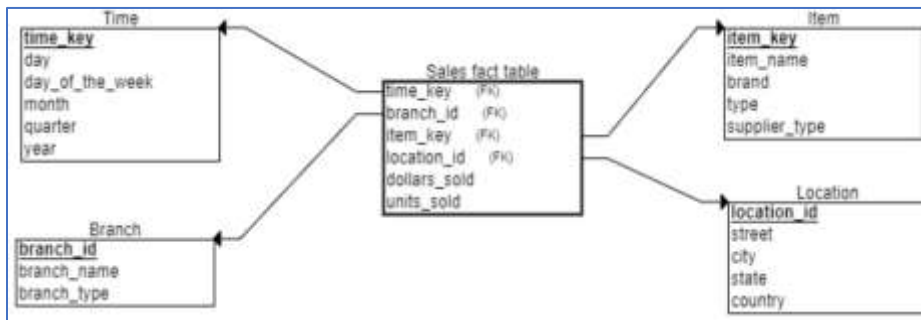 Time
time_key
day
day_of_the_week
month
quarter
year
Sales fact table
time_key (FK)
branch_id (FK)
item_key (FK)
location_id (FK)
dollars_sold
units_sold
Item
item_key
item_name
brand
type
supplier_type
Branch
branch_id
branch_name
branch_type
Location
location_id
street
city
state
country